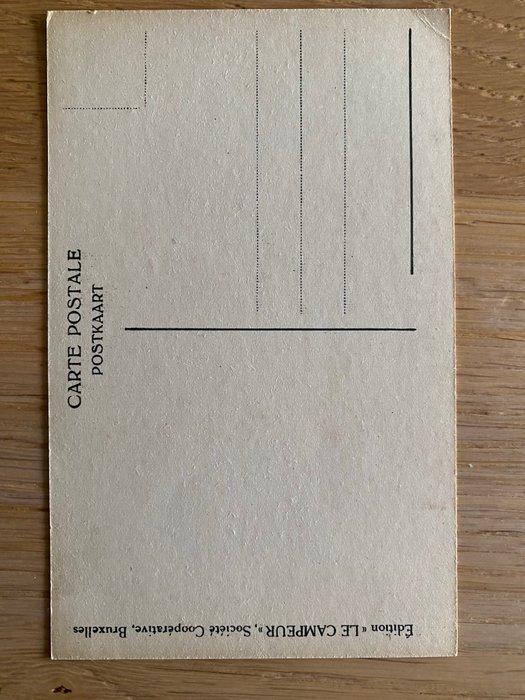 CARTE POSTALE
POSTKAART
Édition « LE CAMPEUR », Société Coopérative, Bruxelles